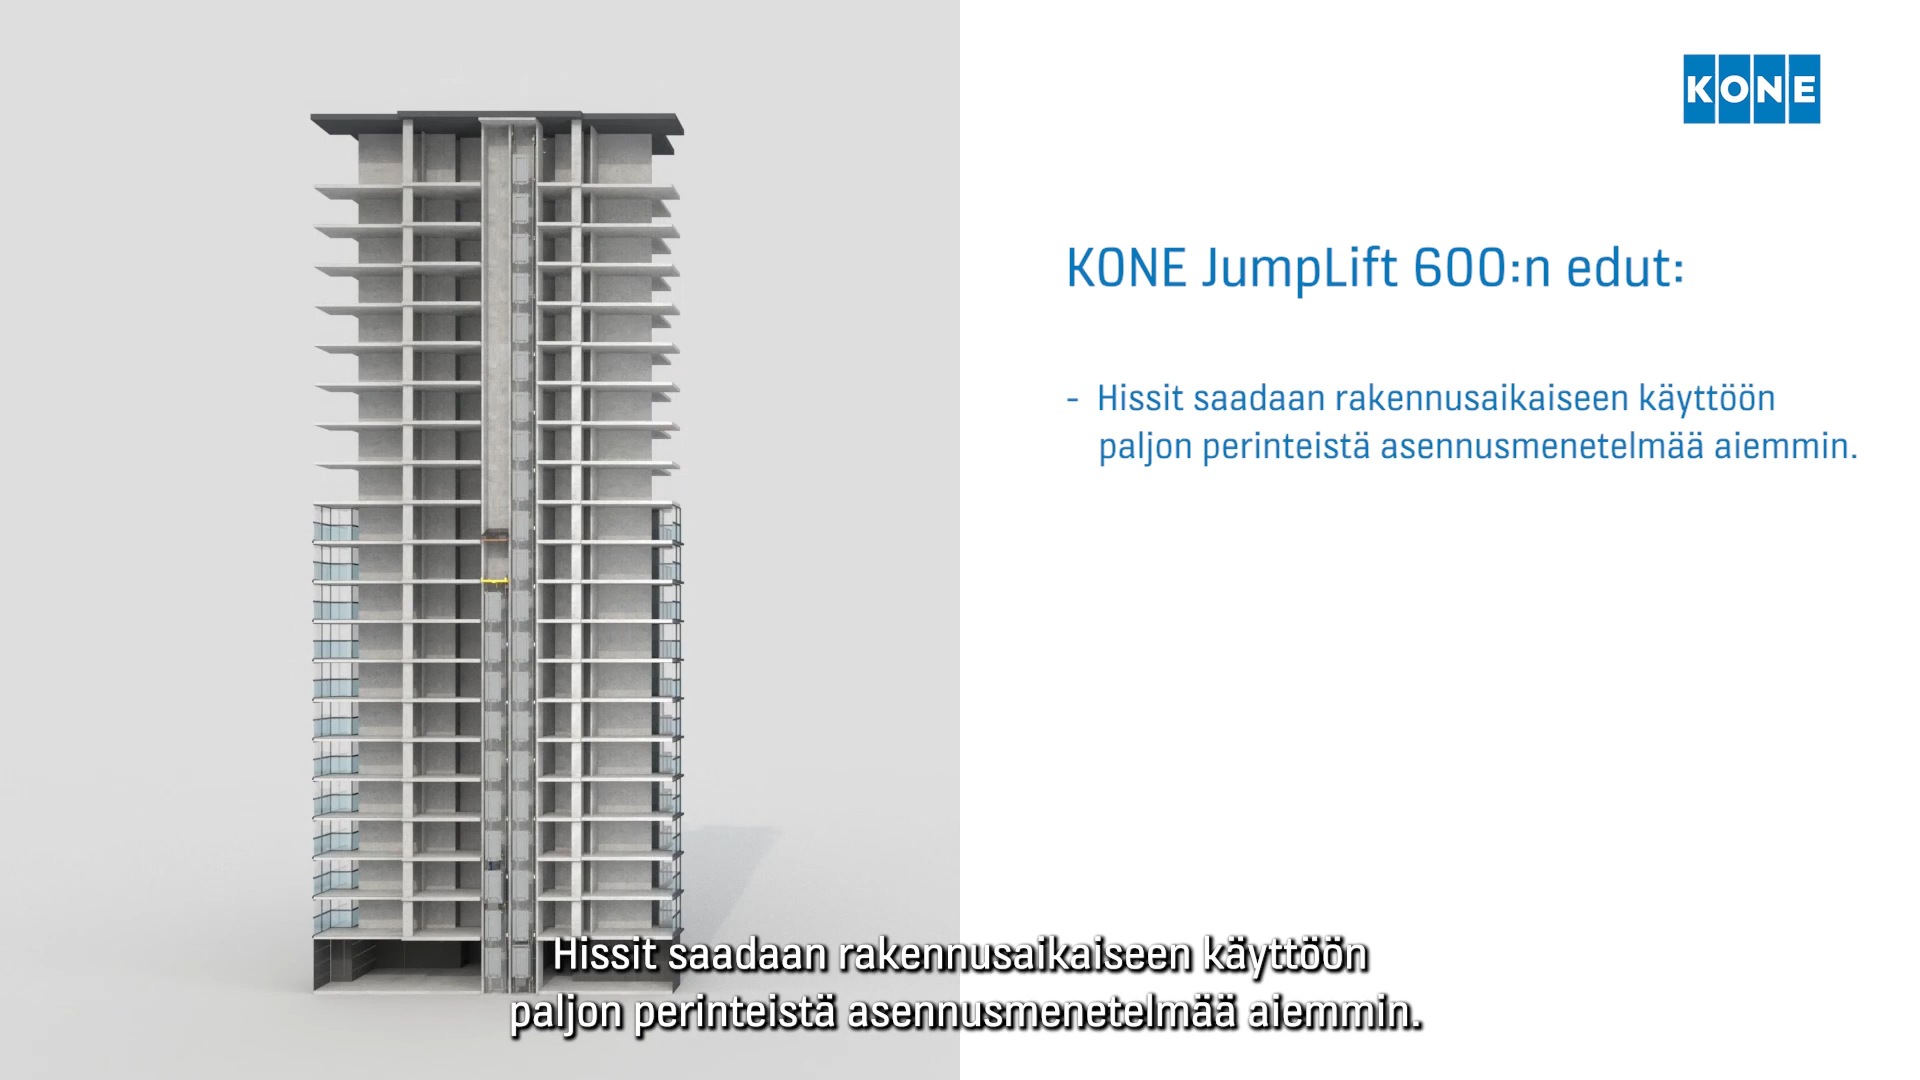 KONE
KONE JumpLift 600:n edut:
- Hissit saadaan rakennusaikaiseen käyttöön
paljon perinteistä asennusmenetelmää aiemmin.
Hissit saadaan rakennusaikaiseen käyttöön
paljon perinteistä asennusmenetelmää aiemmin.